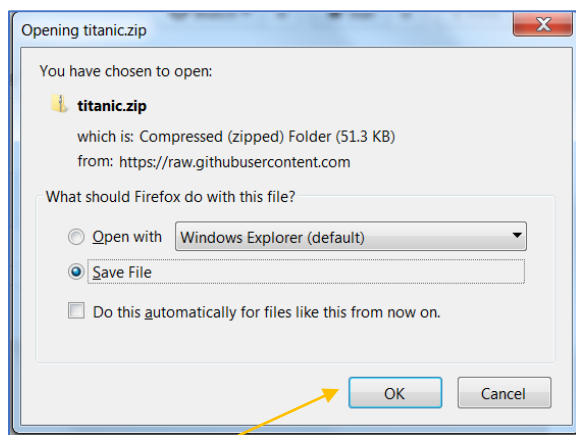 Opening titanic.zip
You have chosen to open:
titanic.zip
which is: Compressed (zipped) Folder (51.3 KB)
from: https://raw.githubusercontent.com
What should Firefox do with this file?
Open with Windows Explorer (default)
Save File
Do this automatically for files like this from now on.
OK Cancel